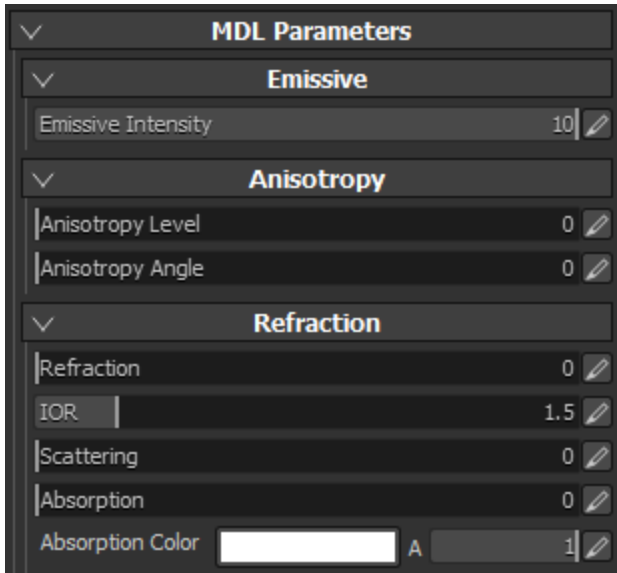 MDL Parameters
Emissive
Emissive Intensity 10
Anisotropy
Anisotropy Level 0
Anisotropy Angle 0
Refraction
Refraction 0
IOR 1.5
Scattering 0
Absorption 0
Absorption Color A 1